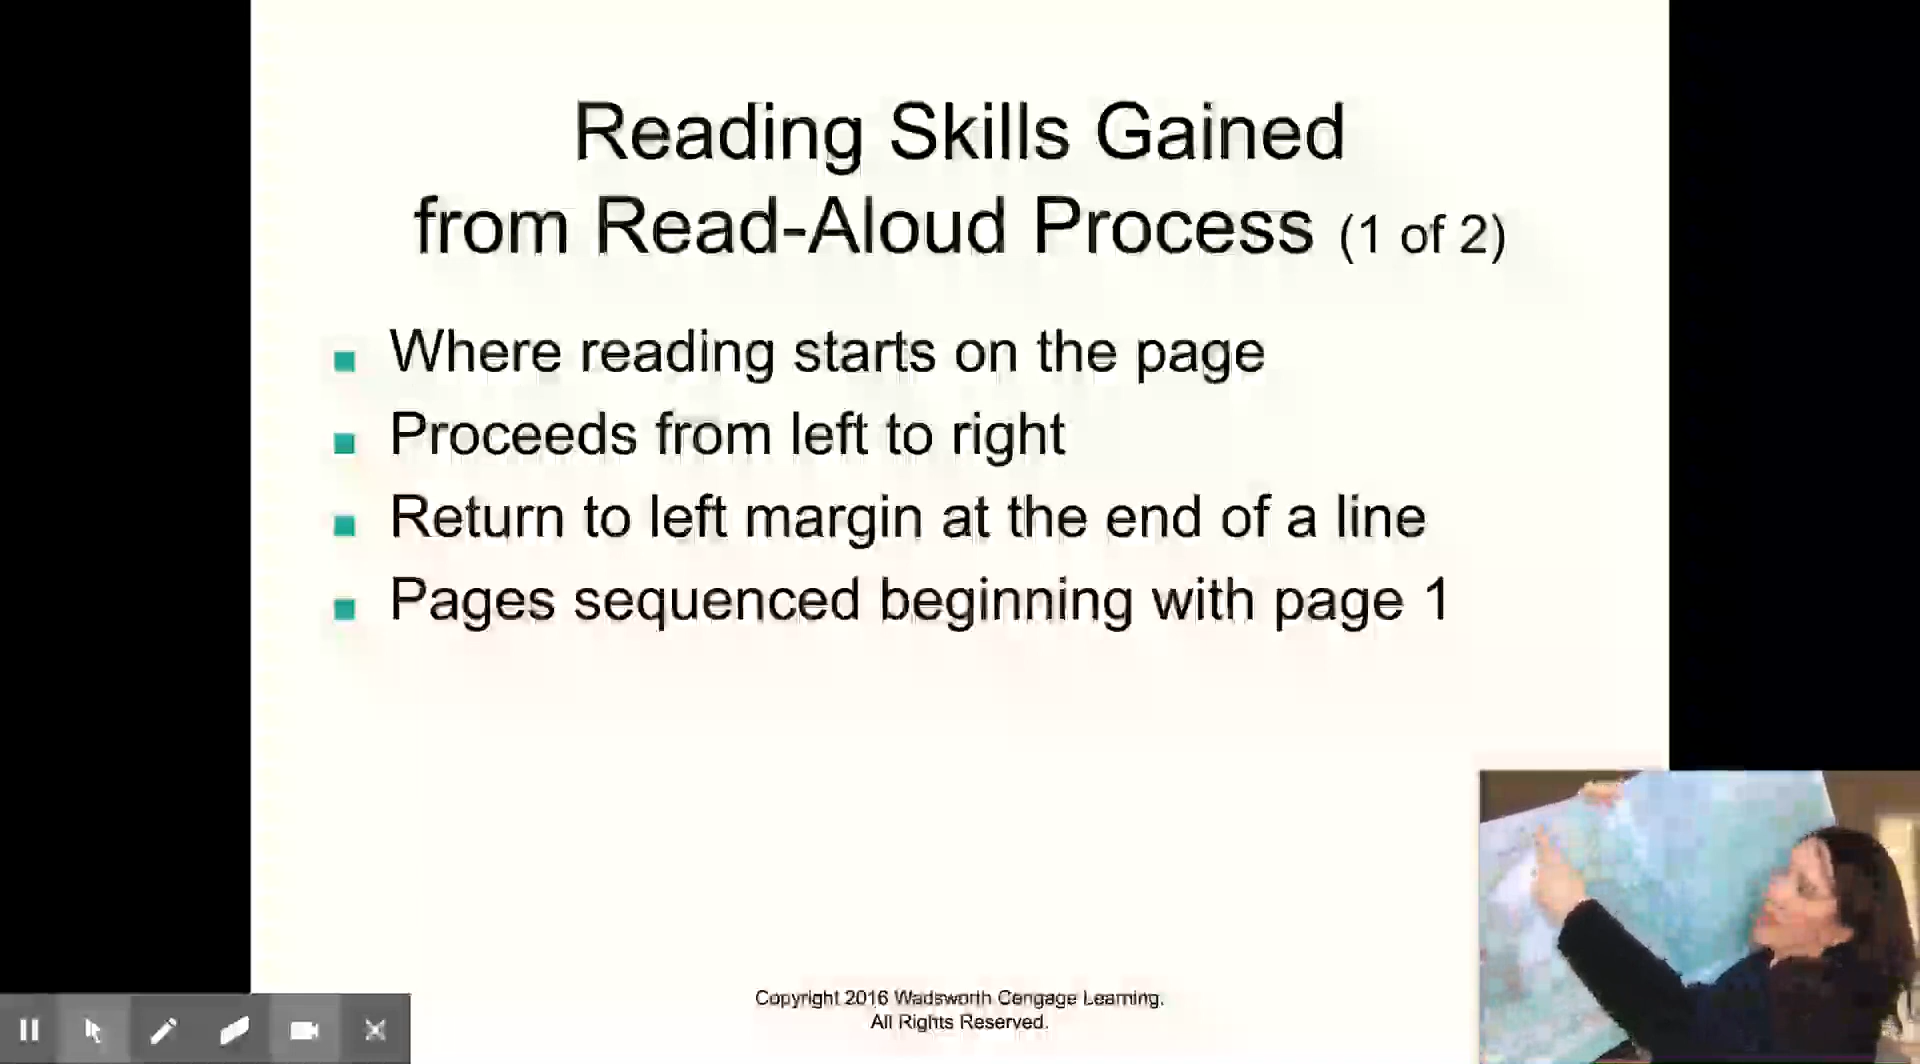 Reading Skills Gained
from Read-Aloud Process (1 of 2)
Where reading starts on the page
Proceeds from left to right
Return to left margin at the end of a line
Pages sequenced beginning with page 1
Copyright 2016 Wadsworth Cengage Learning.
All Rights Reserved.